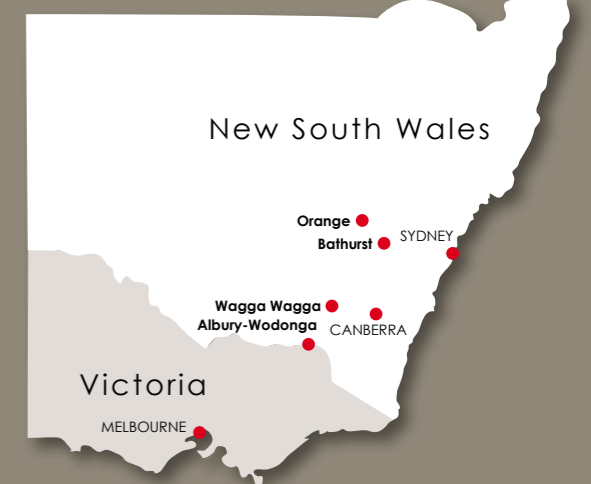 New South Wales
Orange
Bathurst
SYDNEY
Wagga Wagga
Albury-Wodonga
CANBERRA
Victoria
MELBOURNE